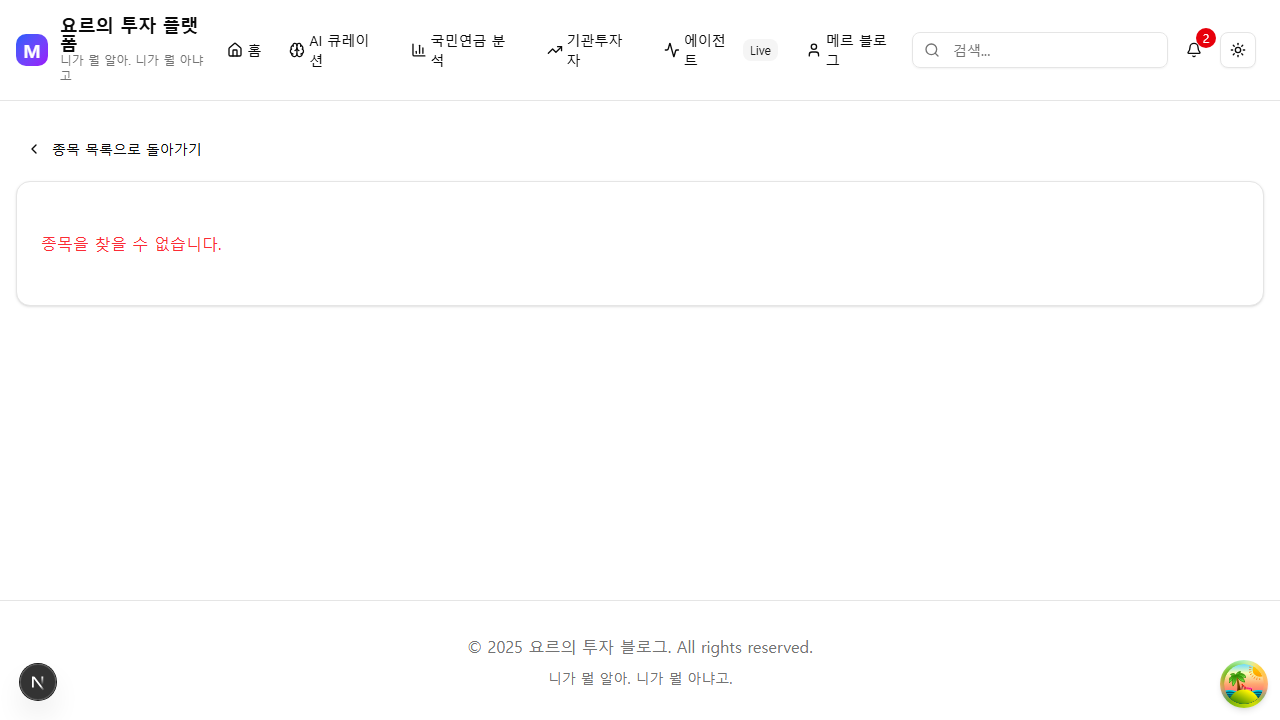 M
요르의 투자 플랫
폼
니가 뭘 알아. 니가 뭘 아냐
고
홈
AI 큐레이
션
국민연금 분
석
기관투자
자
에이전
트
Live
메르 블로
그
검색...
2
종목 목록으로 돌아가기
종목을 찾을 수 없습니다.
© 2025 요르의 투자 블로그. All rights reserved.
니가 뭘 알아. 니가 뭘 아냐고.
N